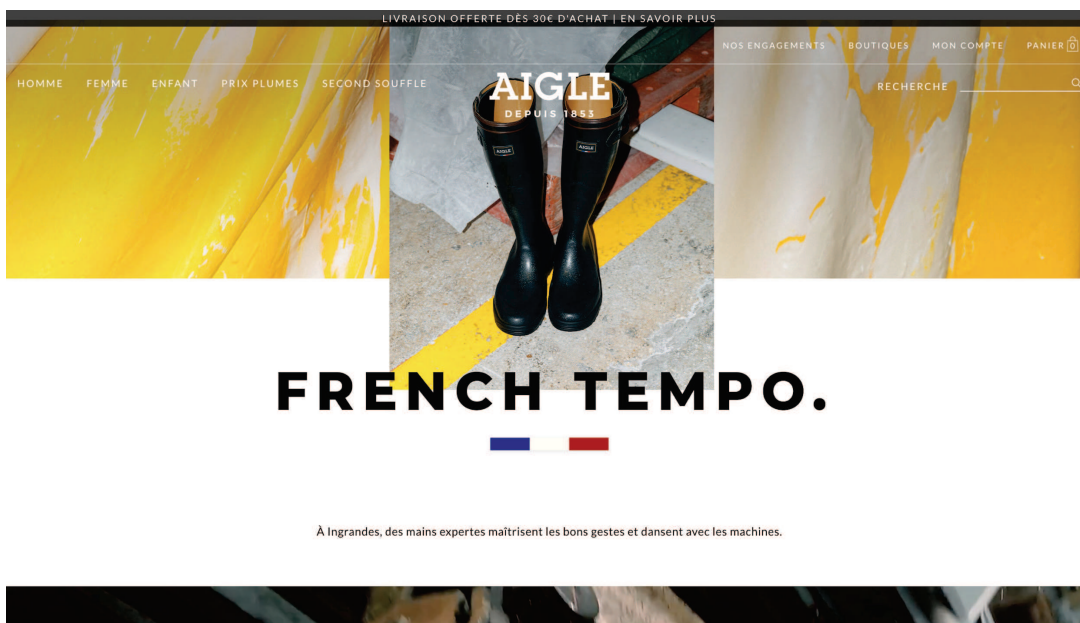 LIVRAISON OFFERTE DÈS 30€ D'ACHAT | EN SAVOIR PLUS
NOS ENGAGEMENTS BOUTIQUES MON COMPTE PANIER 0
HOMME FEMME ENFANT PRIX PLUMES SECOND SOUFFLE
RECHERCHE
AIGLE
DEPUIS 1853
AIGLE AIGLE
FRENCH TEMPO.
À Ingrandes, des mains expertes maîtrisent les bons gestes et dansent avec les machines.